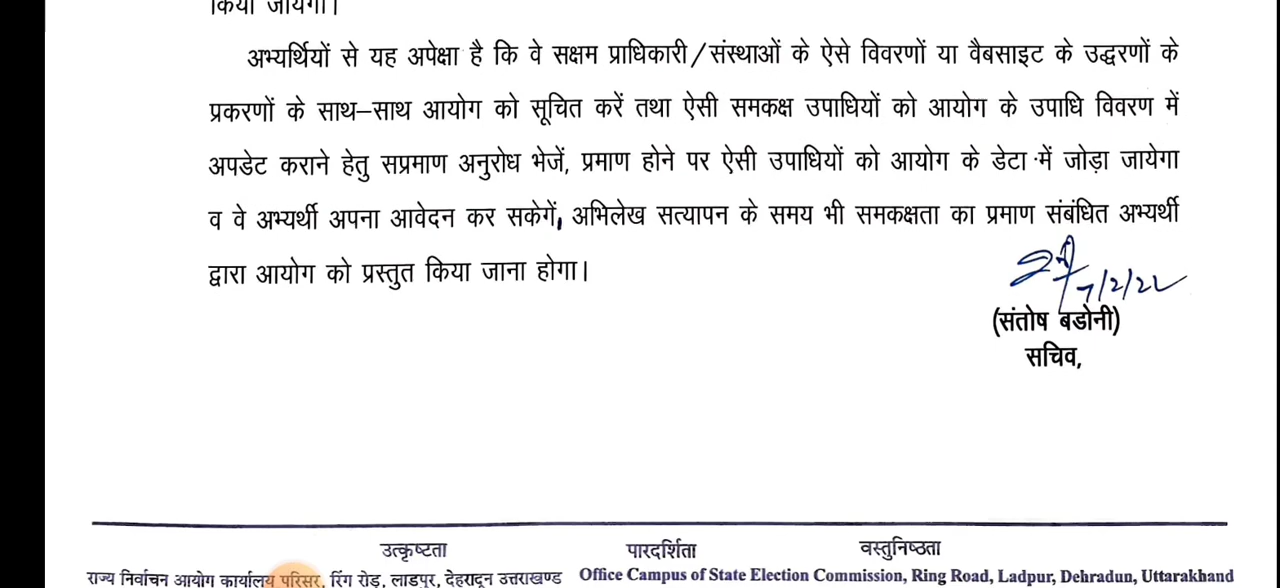 किया जायेगा।
अभ्यर्थियों से यह अपेक्षा है कि वे सक्षम प्राधिकारी/संस्थाओं के ऐसे विवरणों या वैबसाइट के उद्धरणों के
प्रकरणों के साथ–साथ आयोग को सूचित करें तथा ऐसी समकक्ष उपाधियों को आयोग के उपाधि विवरण में
अपडेट कराने हेतु सप्रमाण अनुरोध भेजें, प्रमाण होने पर ऐसी उपाधियों को आयोग के डेटा में जोड़ा जायेगा
व वे अभ्यर्थी अपना आवेदन कर सकेगें, अभिलेख सत्यापन के समय भी समकक्षता का प्रमाण संबंधित अभ्यर्थी
द्वारा आयोग को प्रस्तुत किया जाना होगा।
7/2/22
(संतोष बडोनी)
सचिव,
उत्कृष्टता पारदर्शिता वस्तुनिष्ठता
राज्य निर्वाचन आयोग कार्यालय परिसर, रिंग रोड, लाडपुर, देहरादून उत्तराखण्ड Office Campus of State Election Commission, Ring Road, Ladpur, Dehradun, Uttarakhand